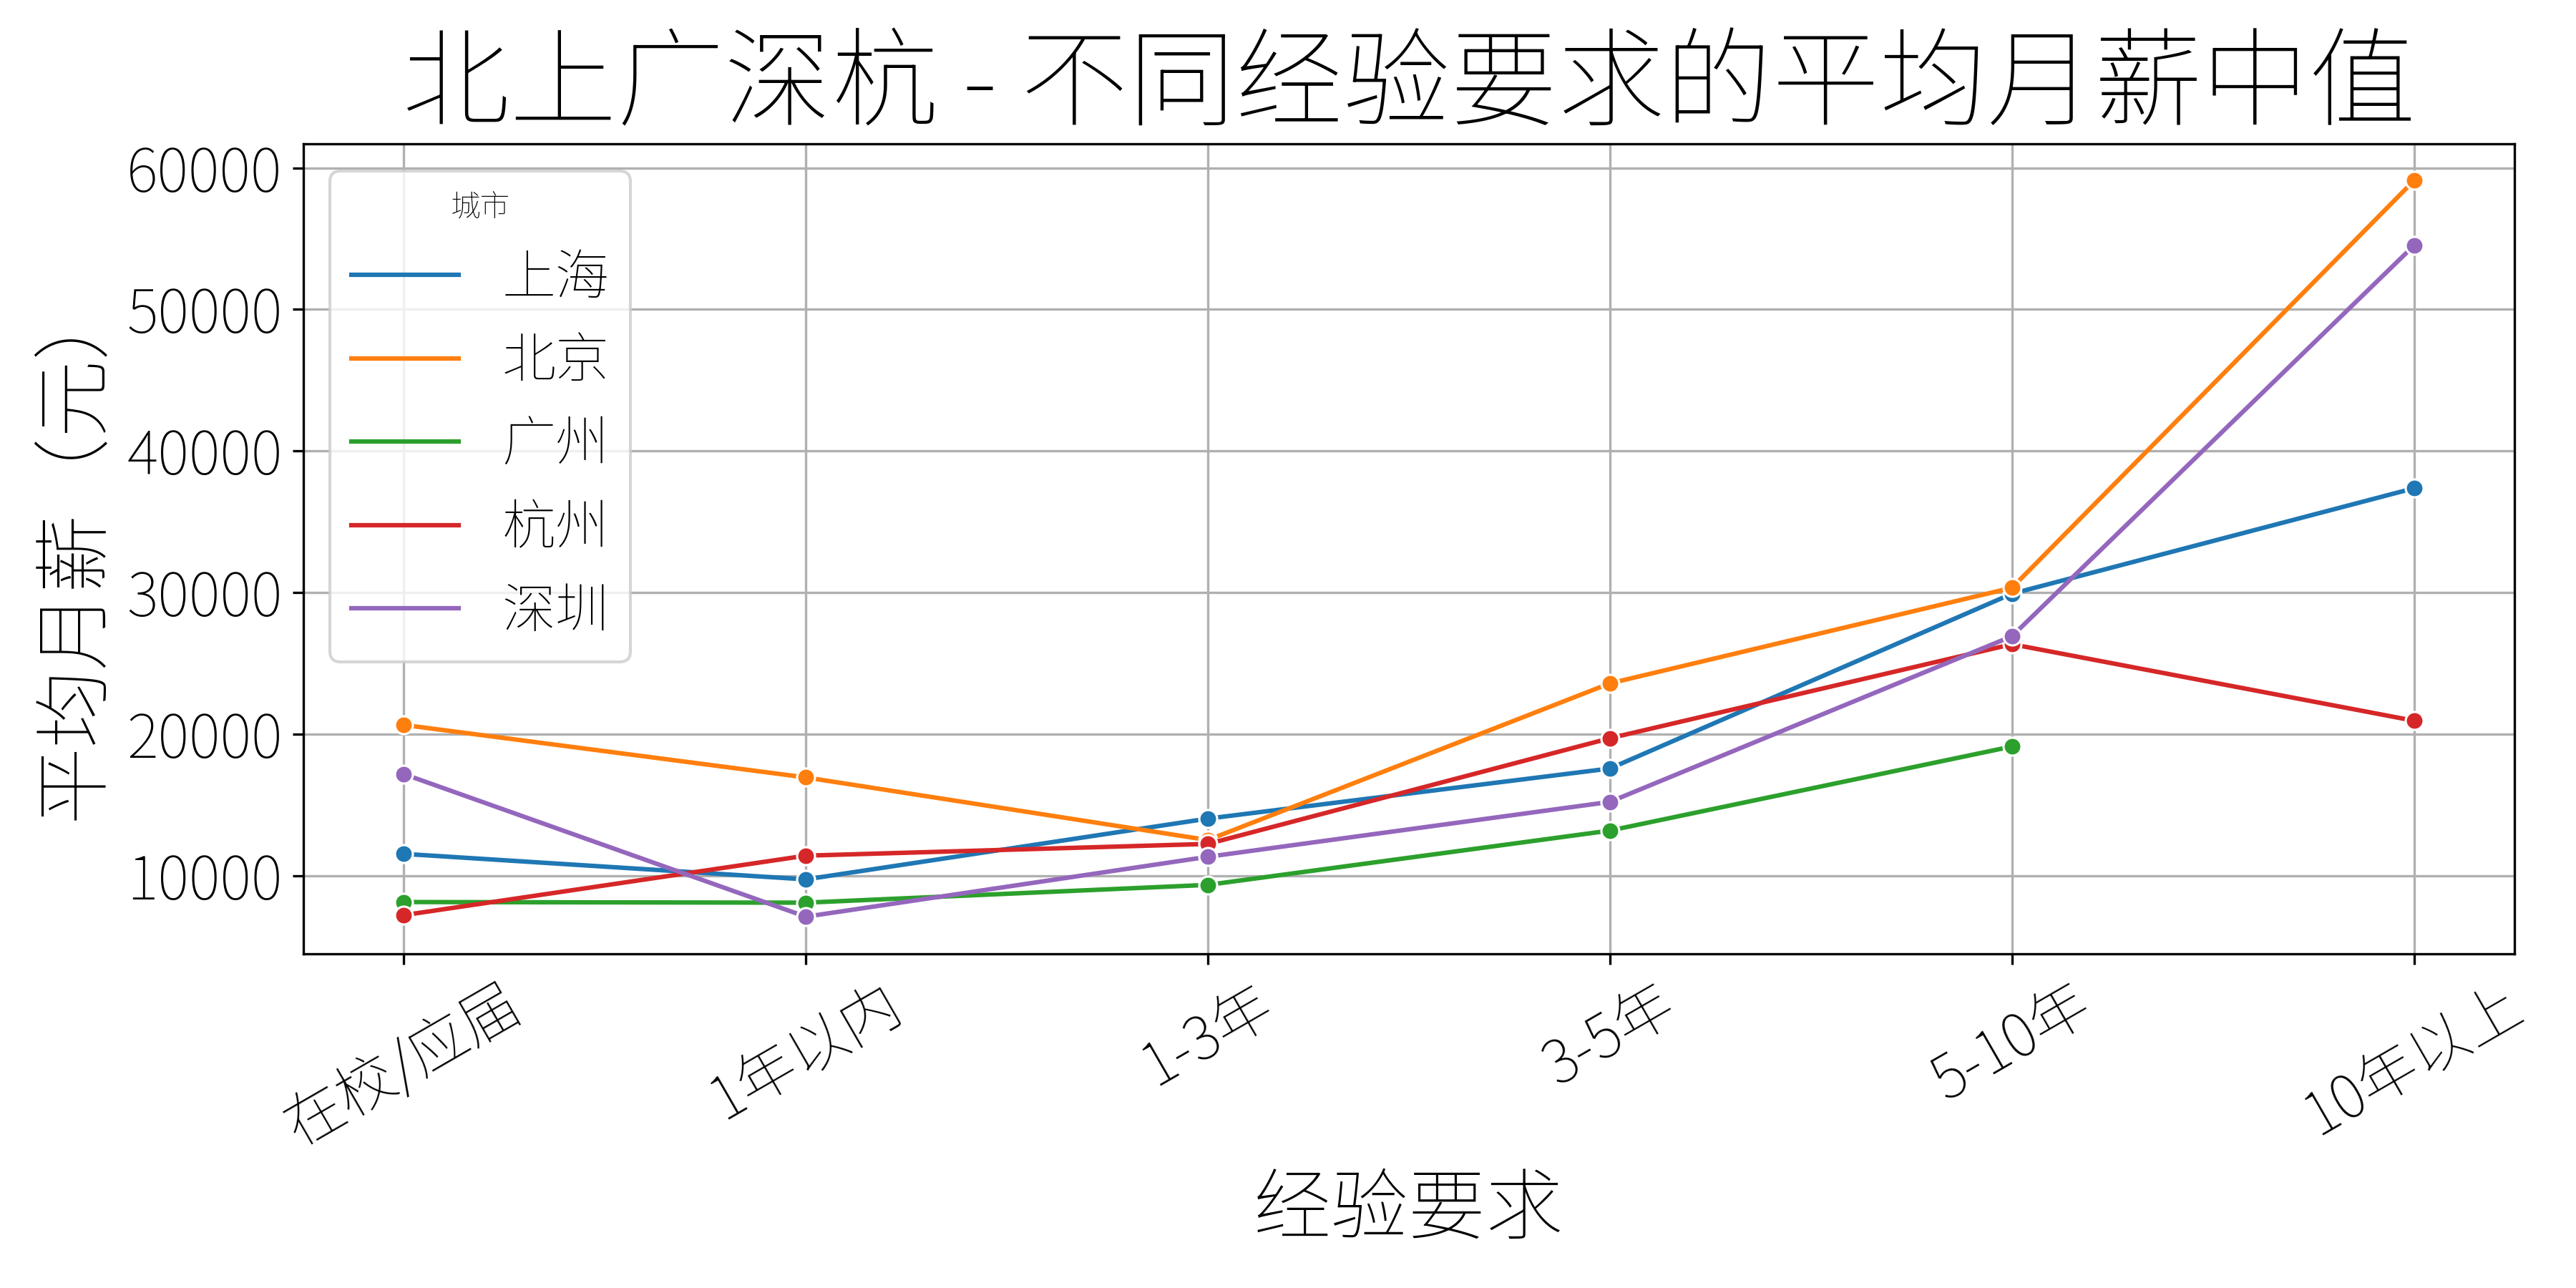 北上广深杭 - 不同经验要求的平均月薪中值
60000
50000
40000
30000
20000
10000
平均月薪（元）
城市
上海
北京
广州
杭州
深圳
在校/应届
1年以内
1-3年
3-5年
5-10年
10年以上
经验要求